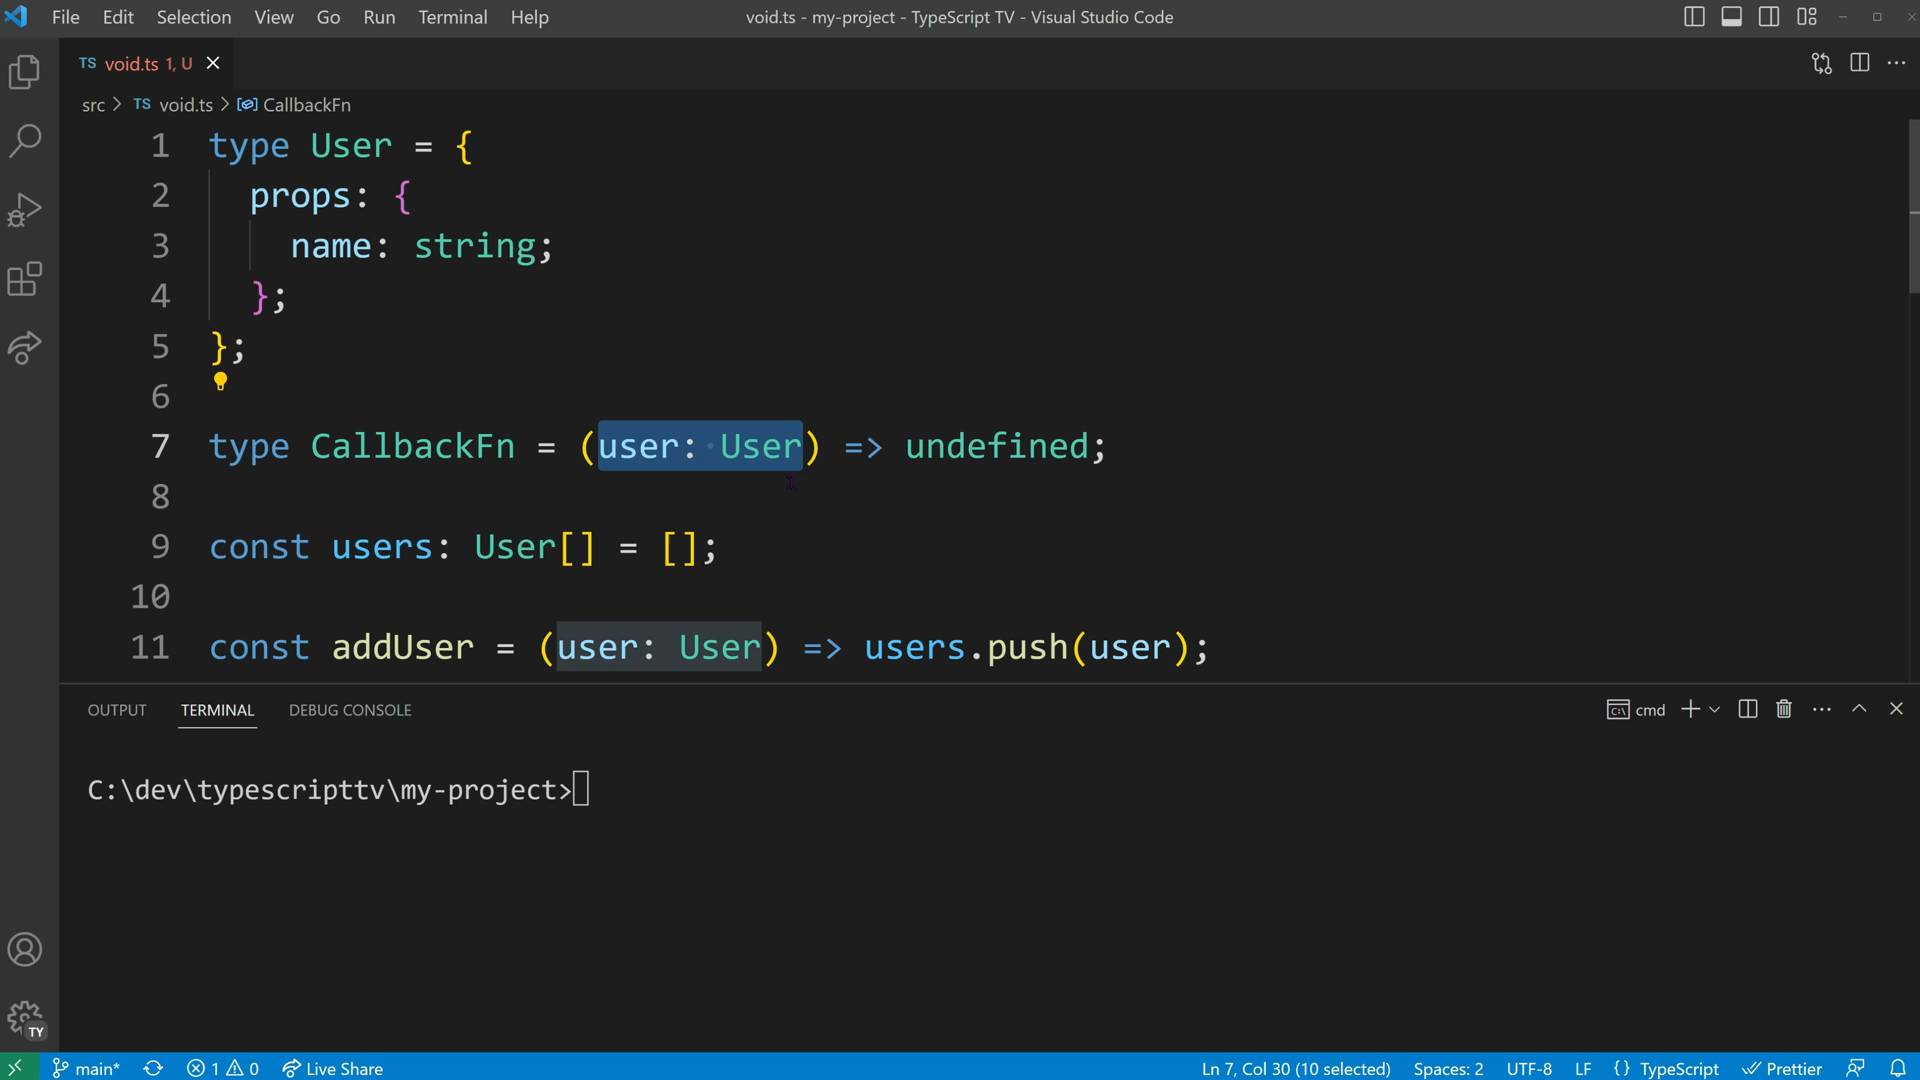 File Edit Selection View Go Run Terminal Help void.ts - my-project - TypeScript TV - Visual Studio Code
TS void.ts 1, U
src > TS void.ts > CallbackFn
1 type User = {
2 props: {
3 name: string;
4 };
5 };
6
7 type CallbackFn = (user: User) => undefined;
8
9 const users: User[] = [];
10
11 const addUser = (user: User) => users.push(user);
OUTPUT TERMINAL DEBUG CONSOLE cmd
C:\dev\typescripttv\my-project>
TY
main* 1 0 Live Share Ln 7, Col 30 (10 selected) Spaces: 2 UTF-8 LF {} TypeScript Prettier